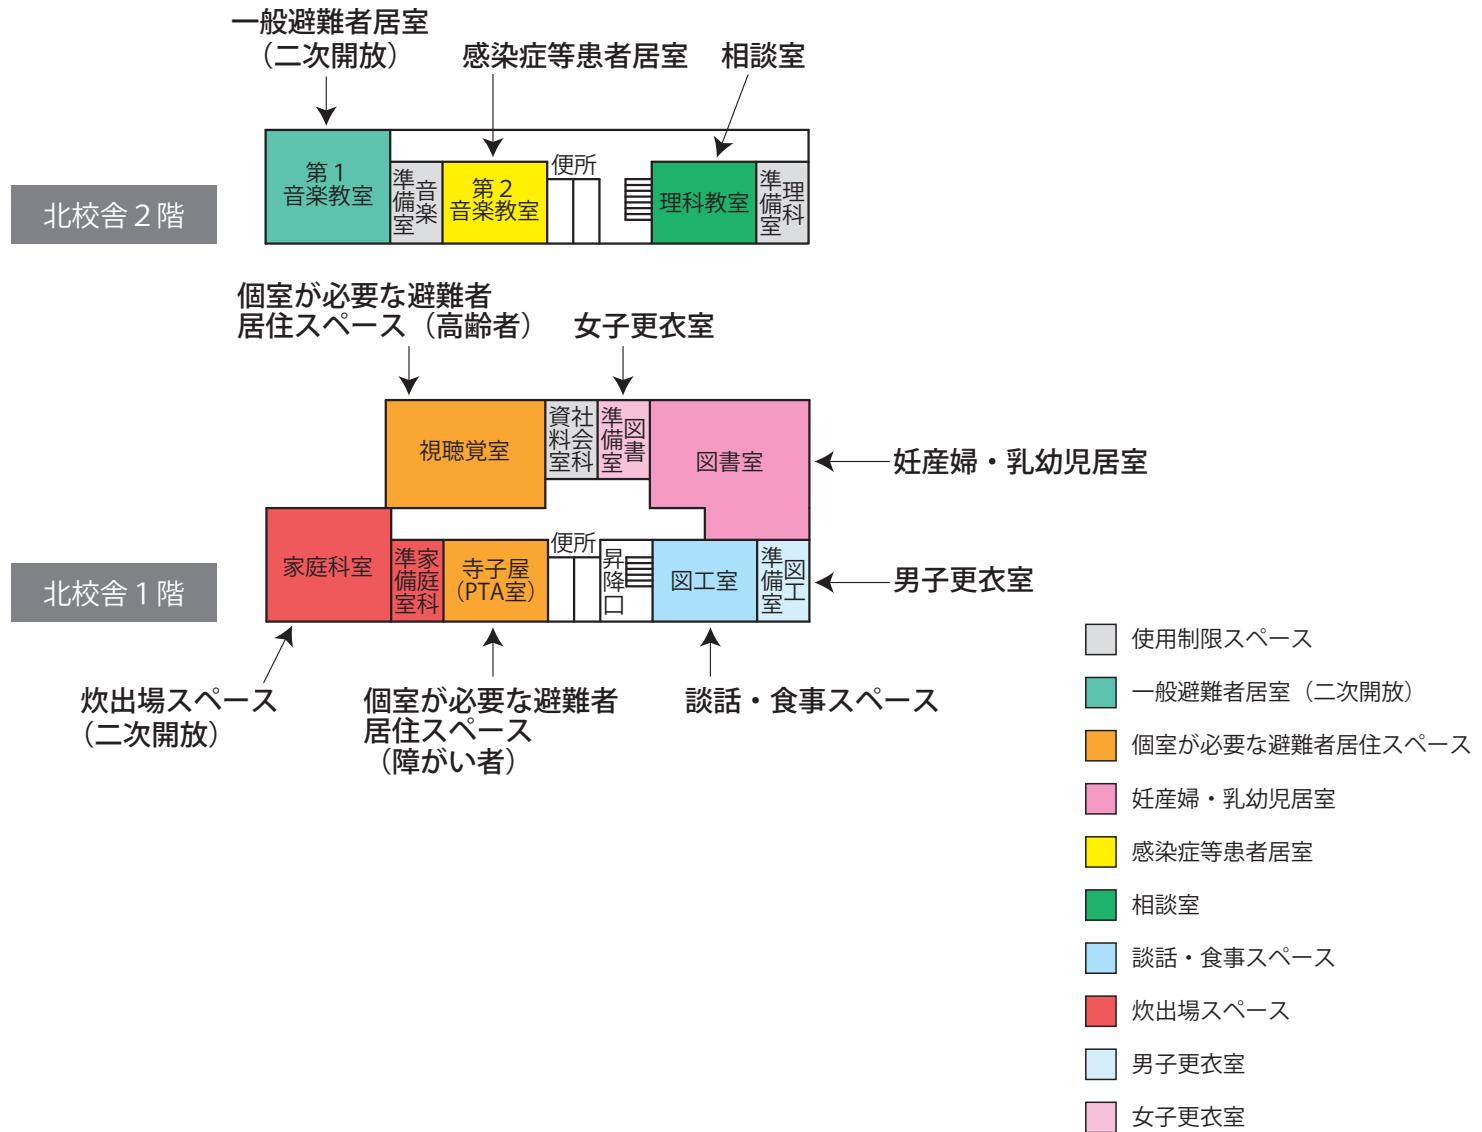 一般避難者居室
（二次開放）
感染症等患者居室
相談室
北校舎２階
第１
音楽教室
音楽
準備室
第２
音楽教室
便所
理科教室
理科
準備室
個室が必要な避難者
居住スペース（高齢者）
女子更衣室
視聴覚室
社会科
資料室
図書
準備室
図書室
妊産婦・乳幼児居室
北校舎１階
家庭科室
家庭科
準備室
寺子屋
（PTA室）
便所
昇降口
図工室
図工
準備室
男子更衣室
炊出場スペース
（二次開放）
個室が必要な避難者
居住スペース
（障がい者）
談話・食事スペース
使用制限スペース
一般避難者居室（二次開放）
個室が必要な避難者居住スペース
妊産婦・乳幼児居室
感染症等患者居室
相談室
談話・食事スペース
炊出場スペース
男子更衣室
女子更衣室